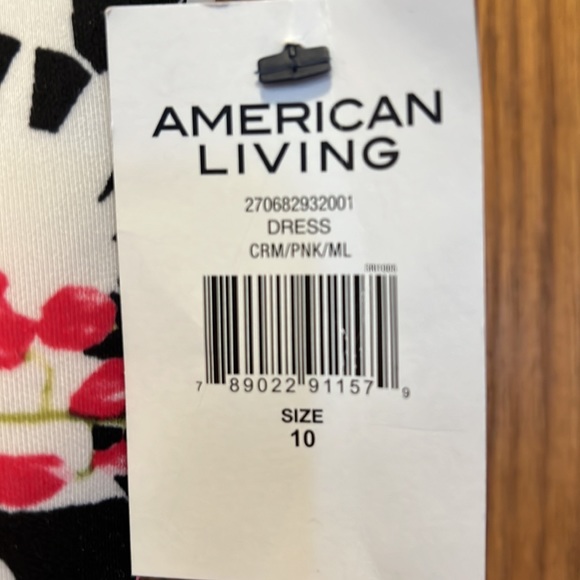 AMERICAN
LIVING
270682932001
DRESS
CRM/PNK/ML
7 89022 91157 9
SIZE
10